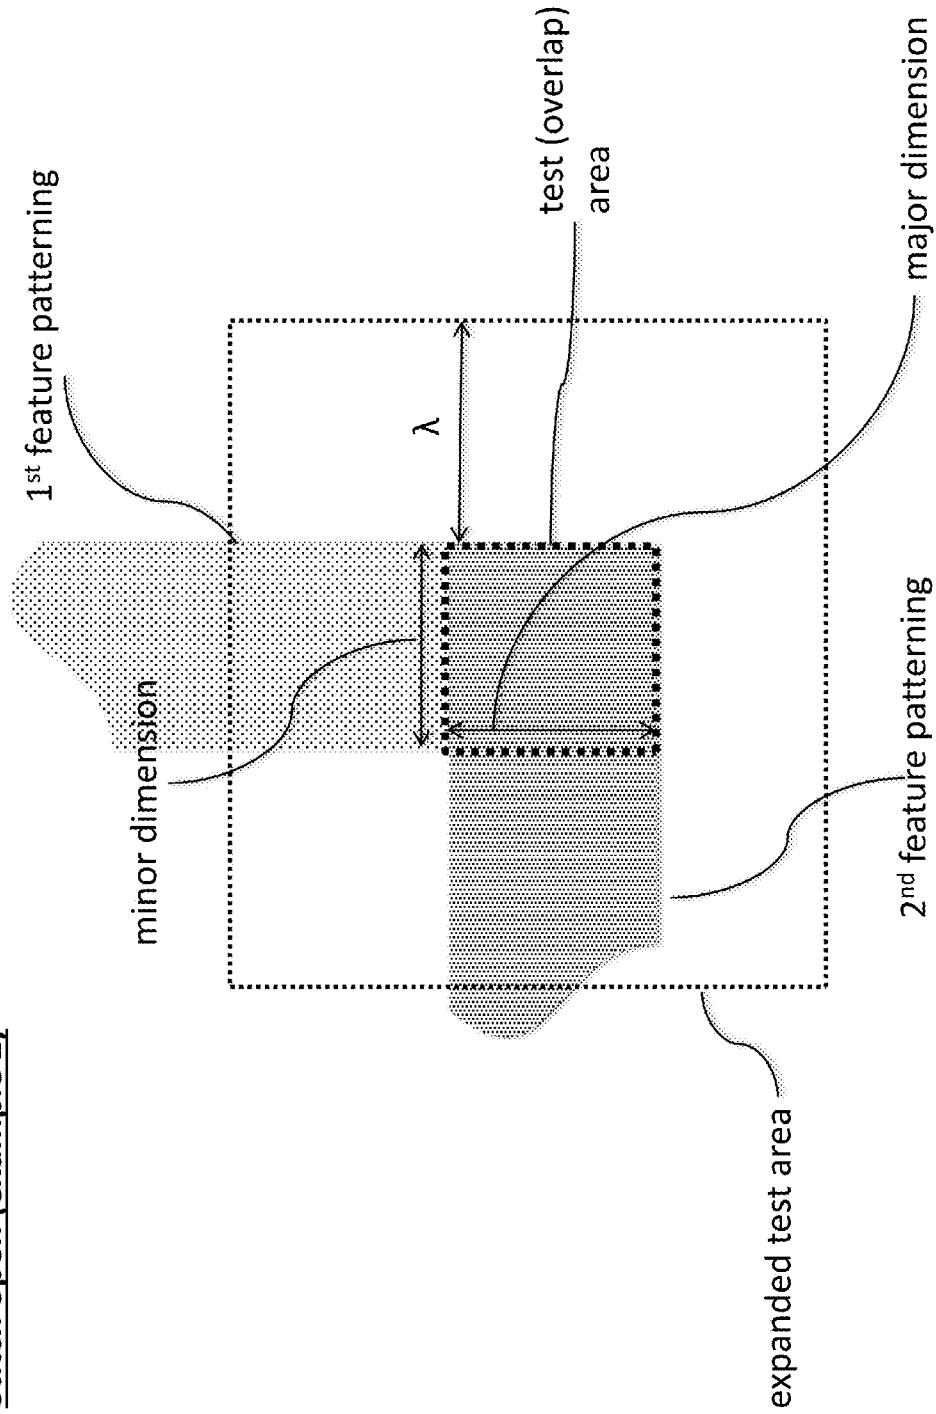 1st feature patterning
minor dimension
λ
test (overlap)
area
expanded test area
2nd feature patterning
major dimension